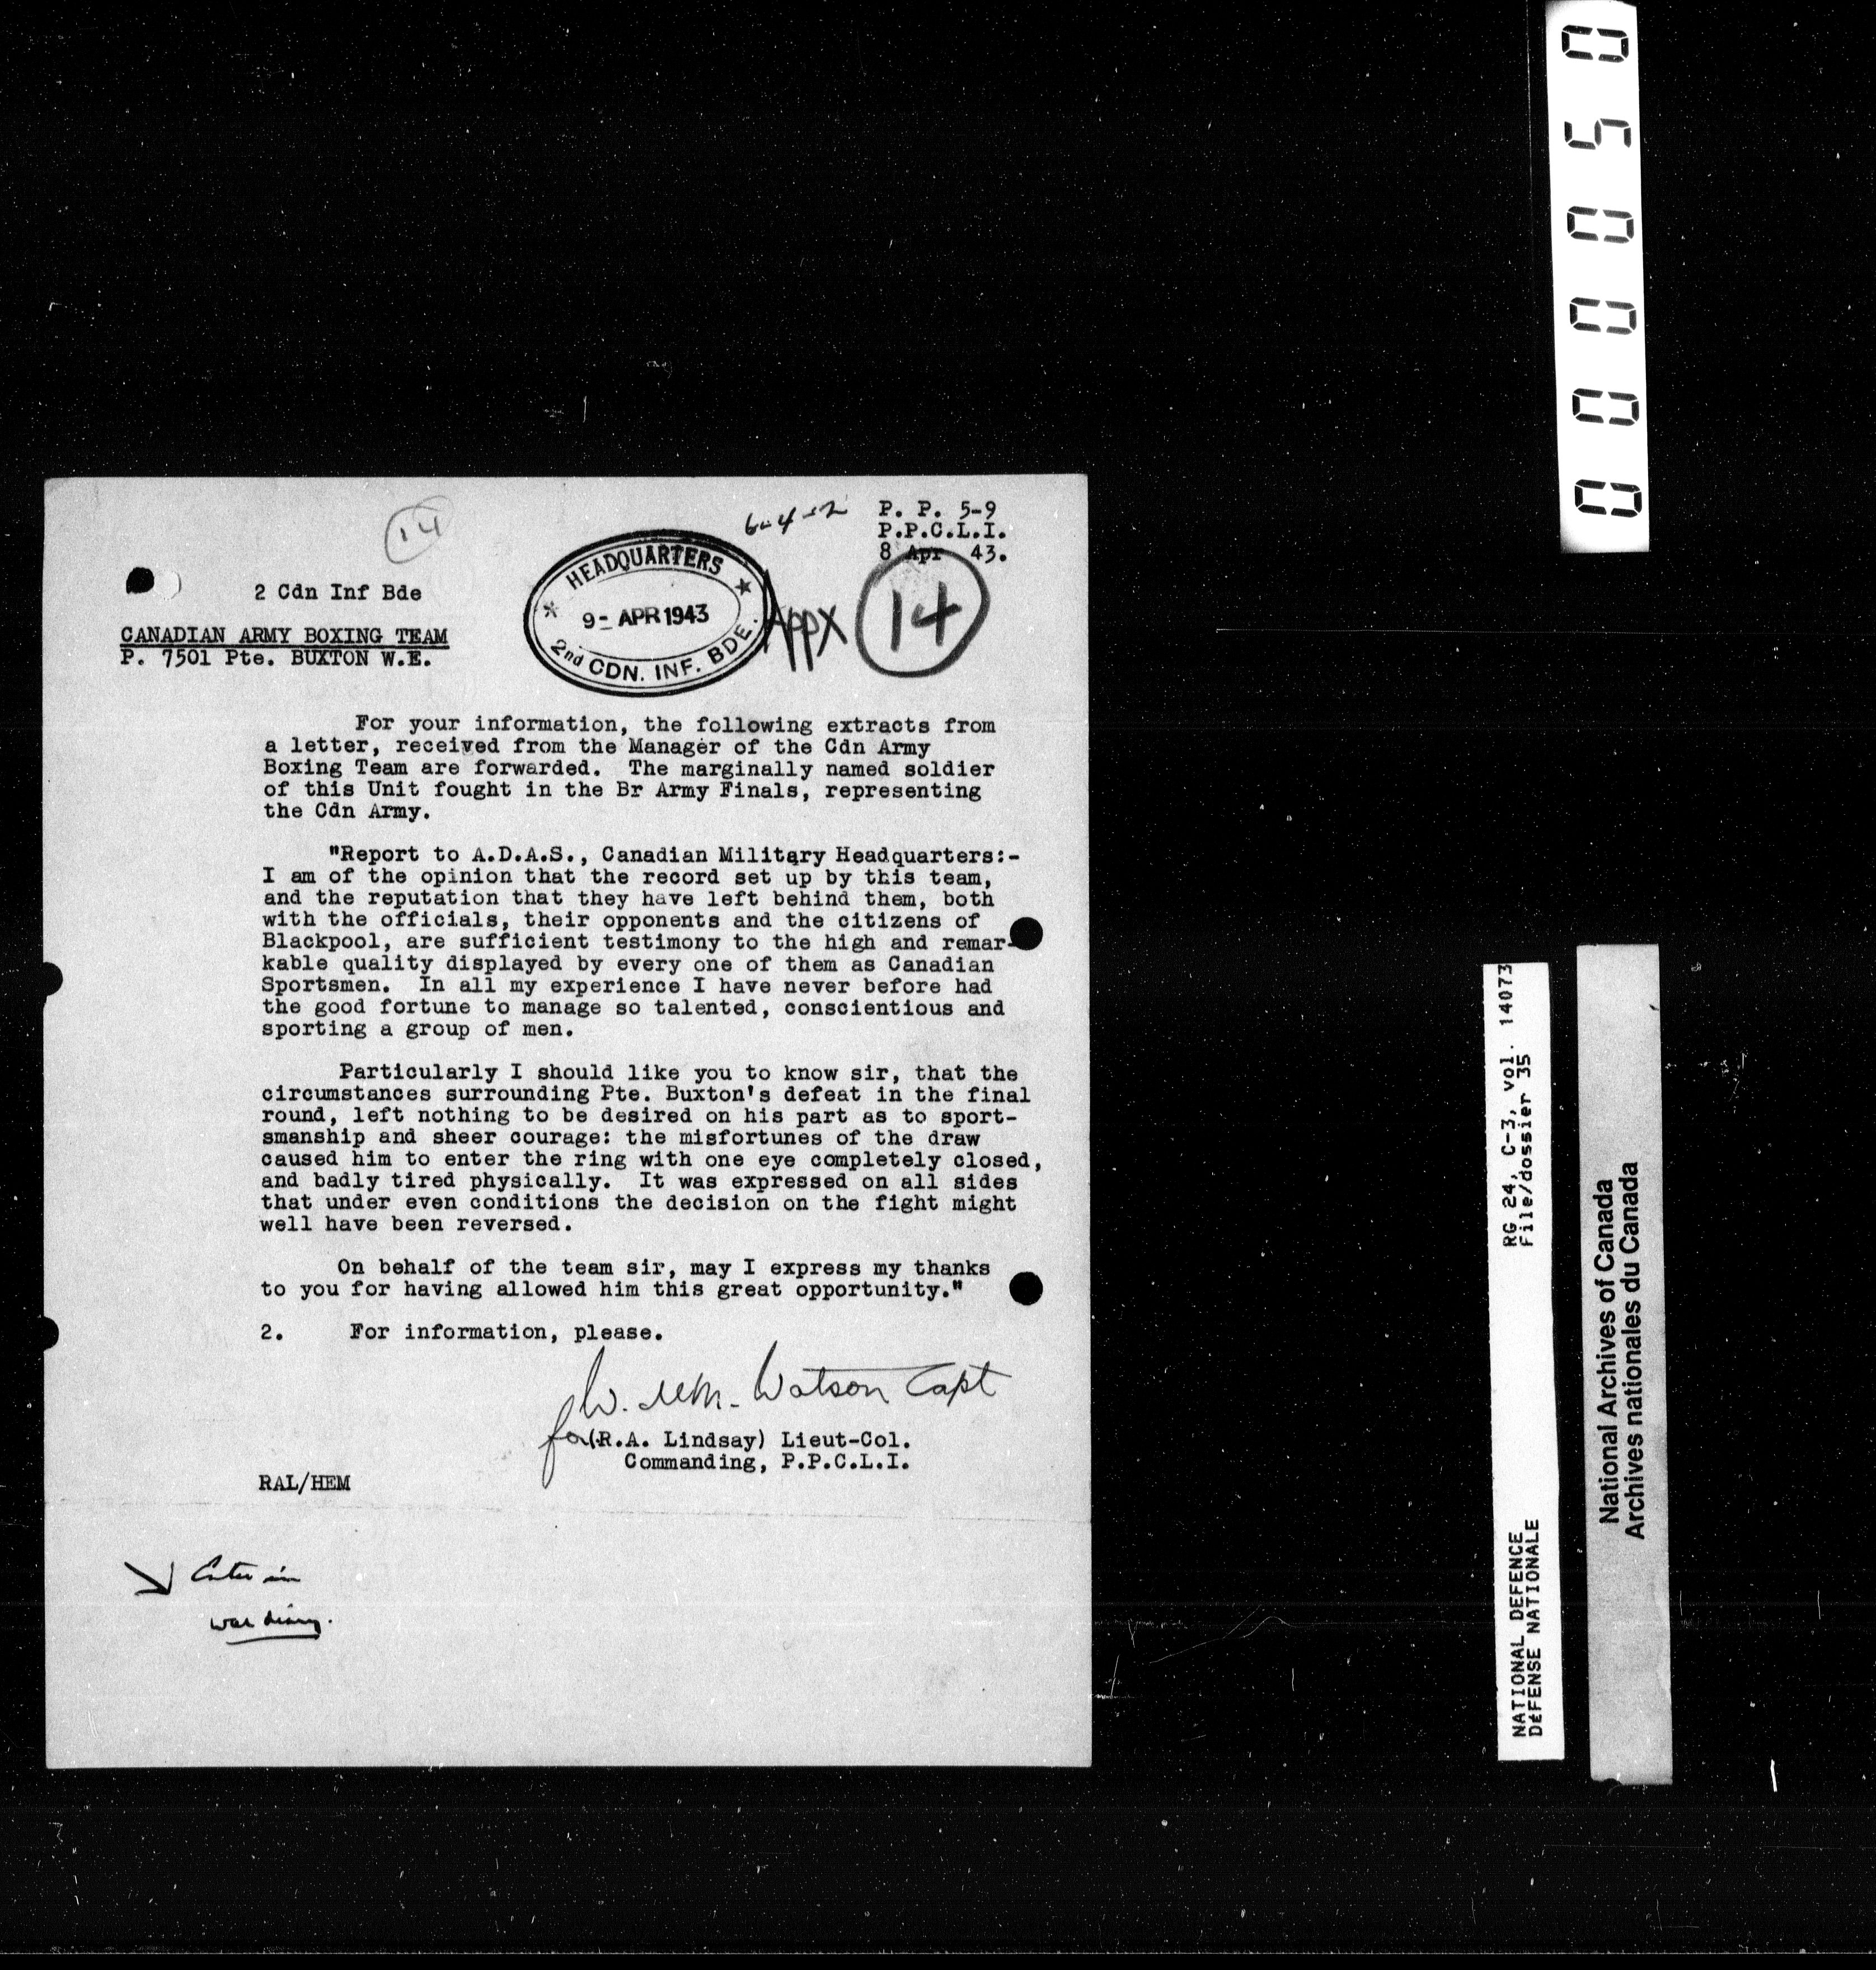 000050
14
6-4-12
P. P. 5-9
P.P.C.L.I.
8 Apr 43.
HEADQUARTERS
9- APR 1943
2nd CDN. INF. BDE.
Appx 14
2 Cdn Inf Bde
CANADIAN ARMY BOXING TEAM
P. 7501 Pte. BUXTON W.E.
For your information, the following extracts from
a letter, received from the Manager of the Cdn Army
Boxing Team are forwarded. The marginally named soldier
of this Unit fought in the Br Army Finals, representing
the Cdn Army.
"Report to A.D.A.S., Canadian Military Headquarters:-
I am of the opinion that the record set up by this team,
and the reputation that they have left behind them, both
with the officials, their opponents and the citizens of
Blackpool, are sufficient testimony to the high and remar-
kable quality displayed by every one of them as Canadian
Sportsmen. In all my experience I have never before had
the good fortune to manage so talented, conscientious and
sporting a group of men.
Particularly I should like you to know sir, that the
circumstances surrounding Pte. Buxton's defeat in the final
round, left nothing to be desired on his part as to sport-
smanship and sheer courage: the misfortunes of the draw
caused him to enter the ring with one eye completely closed,
and badly tired physically. It was expressed on all sides
that under even conditions the decision on the fight might
well have been reversed.
On behalf of the team sir, may I express my thanks
to you for having allowed him this great opportunity."
2. For information, please.
W. Watson Capt
for (R.A. Lindsay) Lieut-Col.
Commanding, P.P.C.L.I.
RAL/HEM
Enter in
war diary.
NATIONAL DEFENCE RG 24, C-3, vol. 14073
DÉFENSE NATIONALE File/dossier 35
National Archives of Canada
Archives nationales du Canada